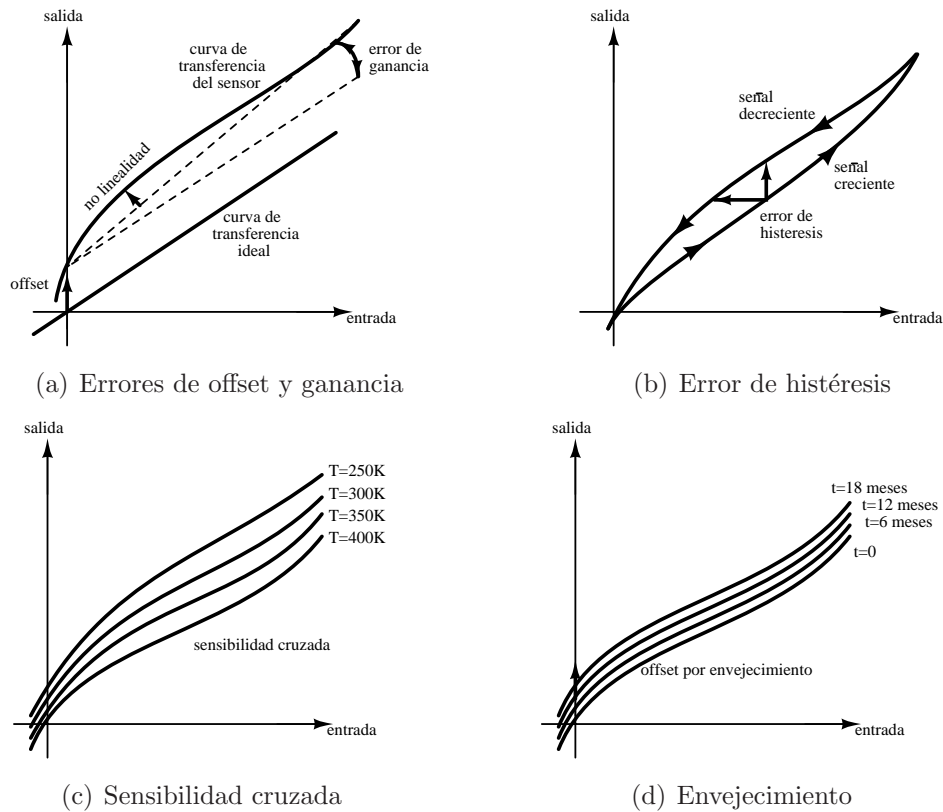 salida
curva de
transferencia
del sensor
error de
ganancia
no linealidad
curva de
transferencia
ideal
offset
entrada
(a) Errores de offset y ganancia
salida
señal
decreciente
señal
creciente
error de
histeresis
entrada
(b) Error de histéresis
salida
T=250K
T=300K
T=350K
T=400K
sensibilidad cruzada
entrada
(c) Sensibilidad cruzada
salida
t=18 meses
t=12 meses
t=6 meses
t=0
offset por envejecimiento
entrada
(d) Envejecimiento